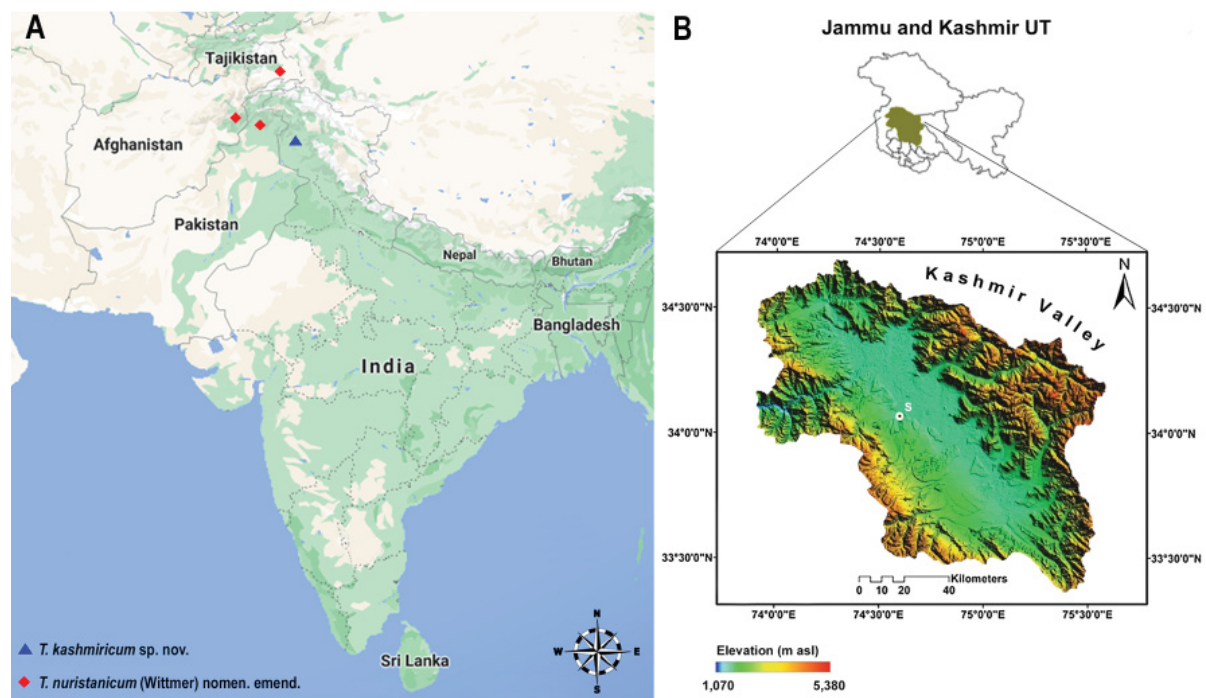 A
Tajikistan
Afghanistan
Pakistan
Nepal
Bhutan
Bangladesh
India
Sri Lanka
N
W
E
S
T. kashmiricum sp. nov.
T. nuristanicum (Wittmer) nomen. emend.
B
Jammu and Kashmir UT
74°0'0"E 74°30'0"E 75°0'0"E 75°30'0"E
Kashmir Valley
N
34°30'0"N 34°30'0"N
S
34°0'0"N 34°0'0"N
33°30'0"N 33°30'0"N
Kilometers
0 10 20 40
74°0'0"E 74°30'0"E 75°0'0"E 75°30'0"E
Elevation (m asl)
1,070 5,380